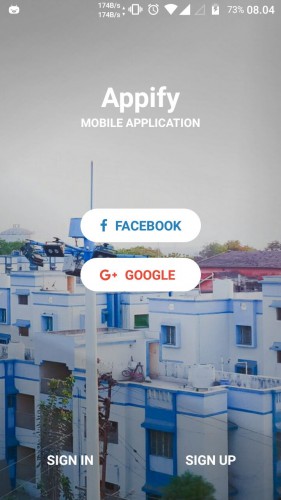 174B/s
174B/s
73% 08.04
Appify
MOBILE APPLICATION
FACEBOOK
G+ GOOGLE
SIGN IN
SIGN UP